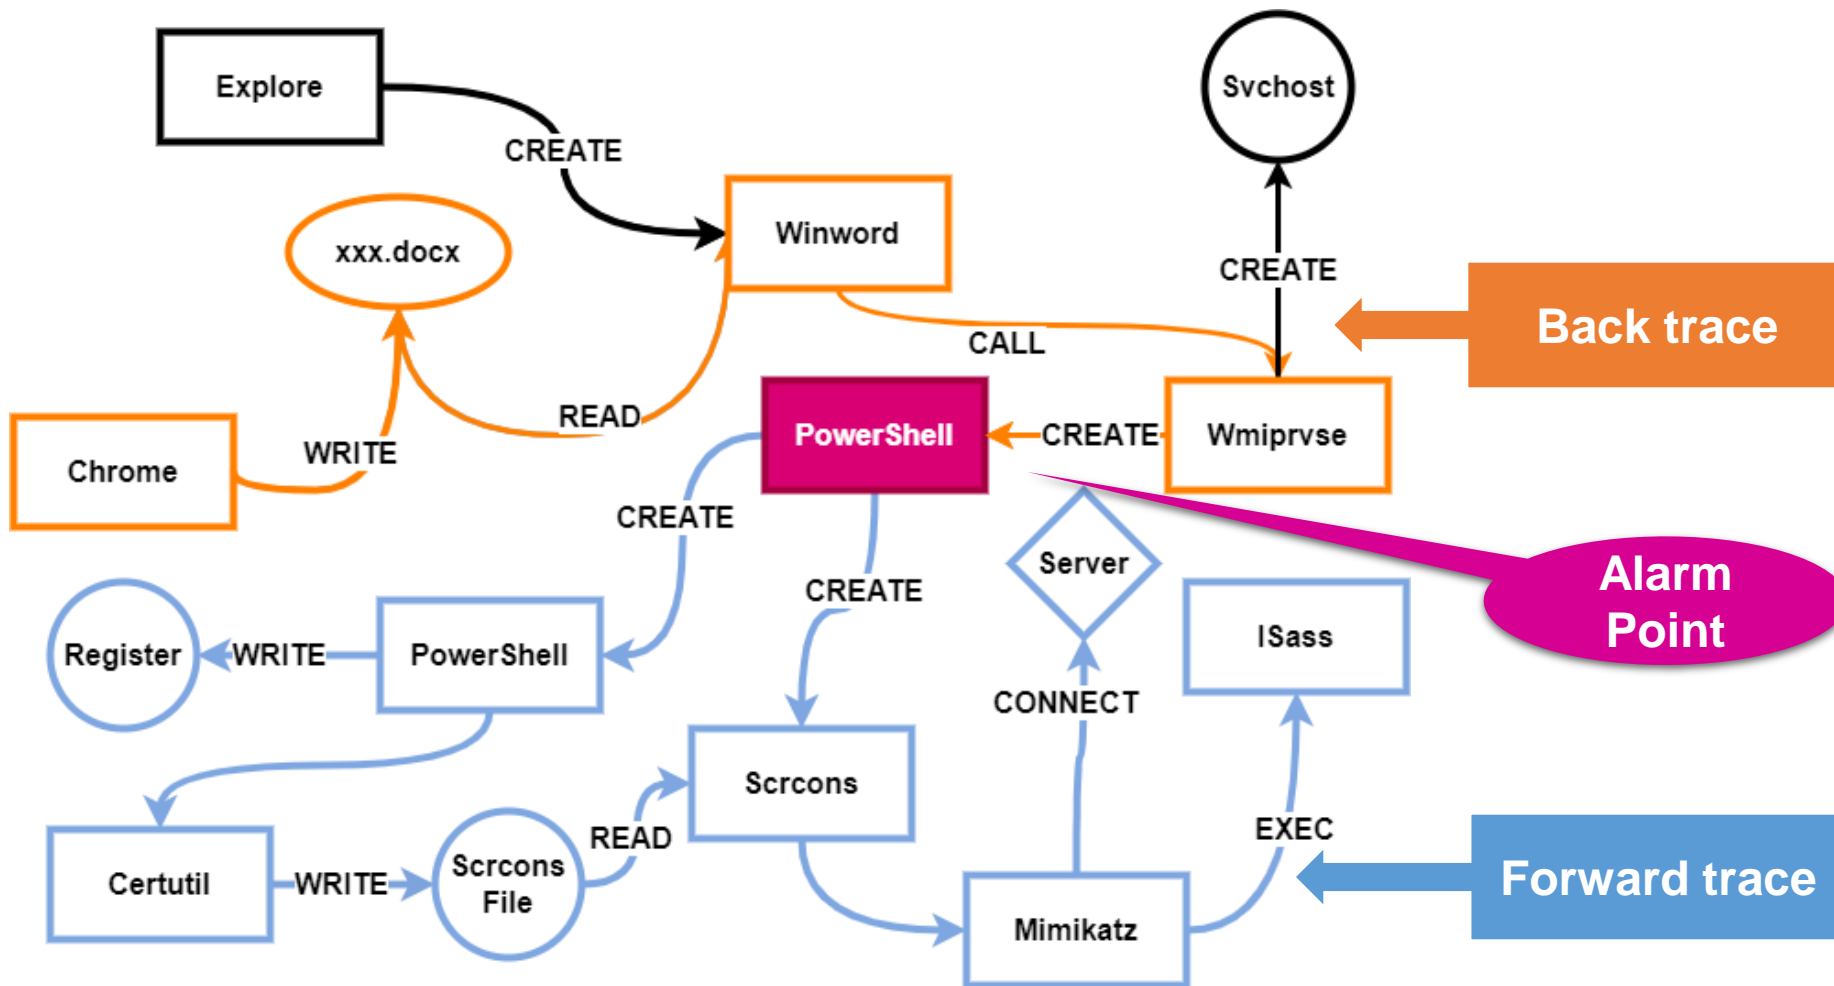 Explore
Svchost
CREATE
Winword
xxx.docx
CREATE
Back trace
CALL
READ
PowerShell
CREATE
Wmiprvse
WRITE
Chrome
CREATE
Server
Alarm
Point
CREATE
ISass
Register
WRITE
PowerShell
CONNECT
Scrcons
EXEC
READ
Certutil
WRITE
Scrcons
File
Forward trace
Mimikatz